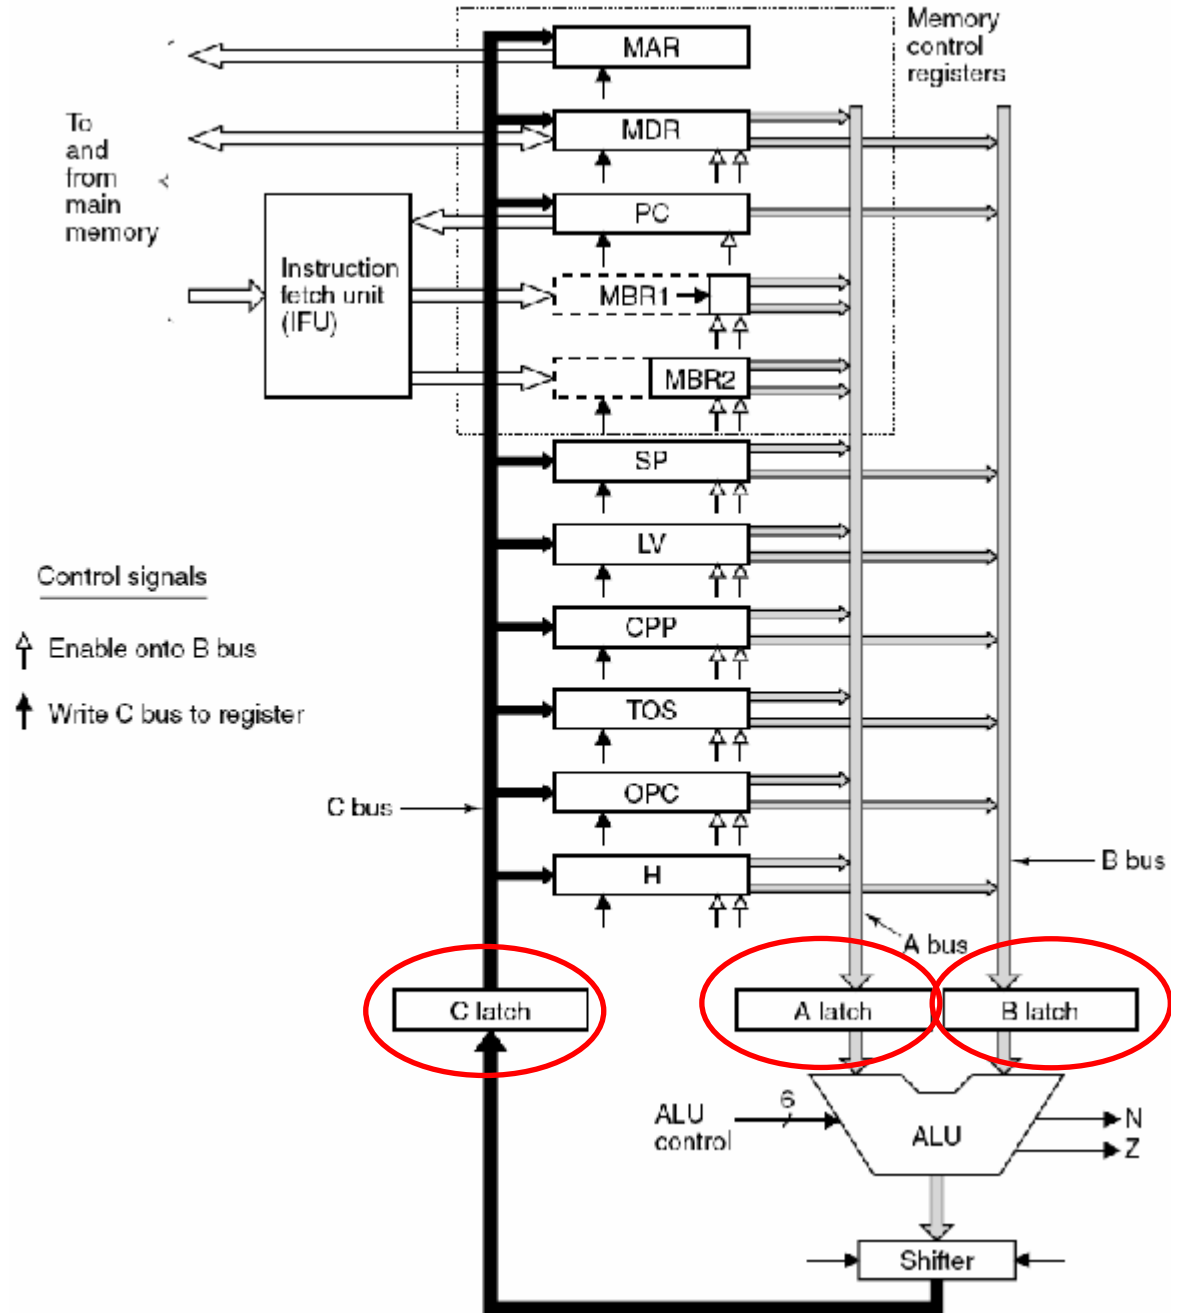 MAR
Memory
control
registers
To
and
from
main
memory
MDR
PC
Instruction
fetch unit
(IFU)
MBR1
MBR2
SP
LV
Control signals
Enable onto B bus
CPP
Write C bus to register
TOS
C bus
OPC
B bus
H
A bus
C latch
A latch
B latch
6
ALU
control
ALU
N
Z
Shifter